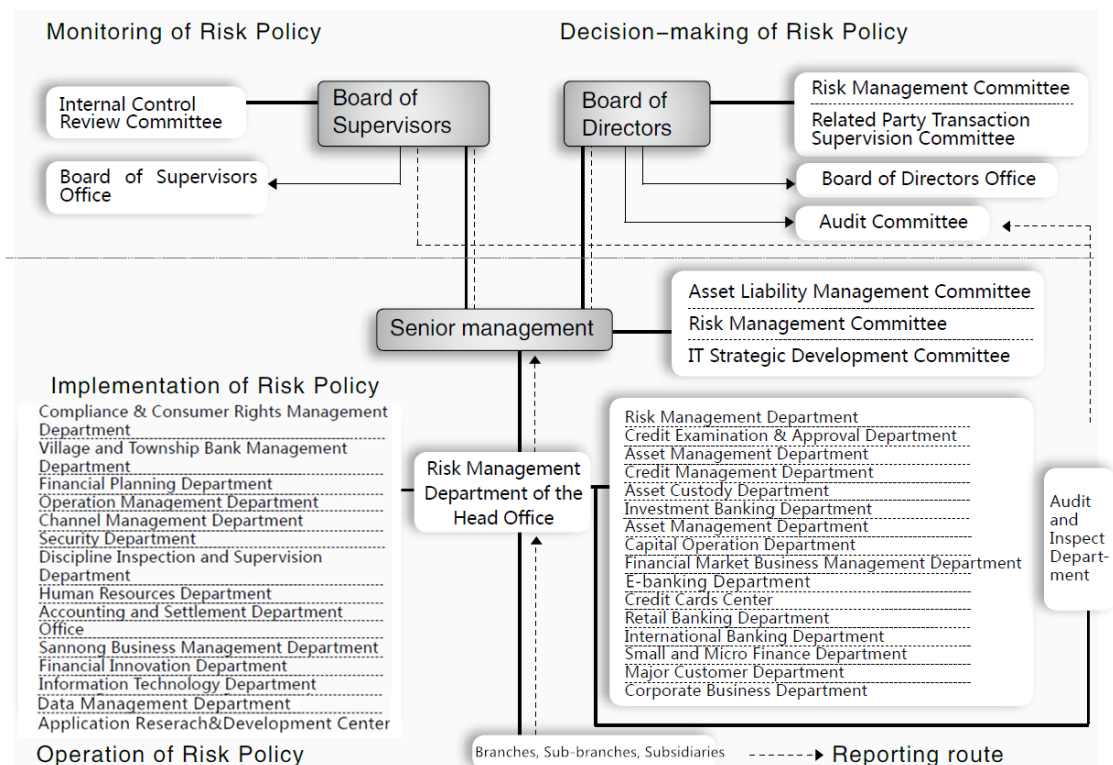 Monitoring of Risk Policy
Decision-making of Risk Policy
Internal Control
Review Committee
Board of
Supervisors
Board of Supervisors
Office
Board of
Directors
Risk Management Committee
Related Party Transaction
Supervision Committee
Board of Directors Office
Audit Committee
Senior management
Asset Liability Management Committee
Risk Management Committee
IT Strategic Development Committee
Implementation of Risk Policy
Compliance & Consumer Rights Management
Department
Village and Township Bank Management
Department
Financial Planning Department
Operation Management Department
Channel Management Department
Security Department
Discipline Inspection and Supervision
Department
Human Resources Department
Accounting and Settlement Department
Office
Sannong Business Management Department
Financial Innovation Department
Information Technology Department
Data Management Department
Application Reserach&Development Center
Risk Management
Department of the
Head Office
Risk Management Department
Credit Examination & Approval Department
Asset Management Department
Credit Management Department
Asset Custody Department
Investment Banking Department
Asset Management Department
Capital Operation Department
Financial Market Business Management Department
E-banking Department
Credit Cards Center
Retail Banking Department
International Banking Department
Small and Micro Finance Department
Major Customer Department
Corporate Business Department
Audit
and
Inspect
Depart-
ment
Operation of Risk Policy
Branches, Sub-branches, Subsidiaries
Reporting route